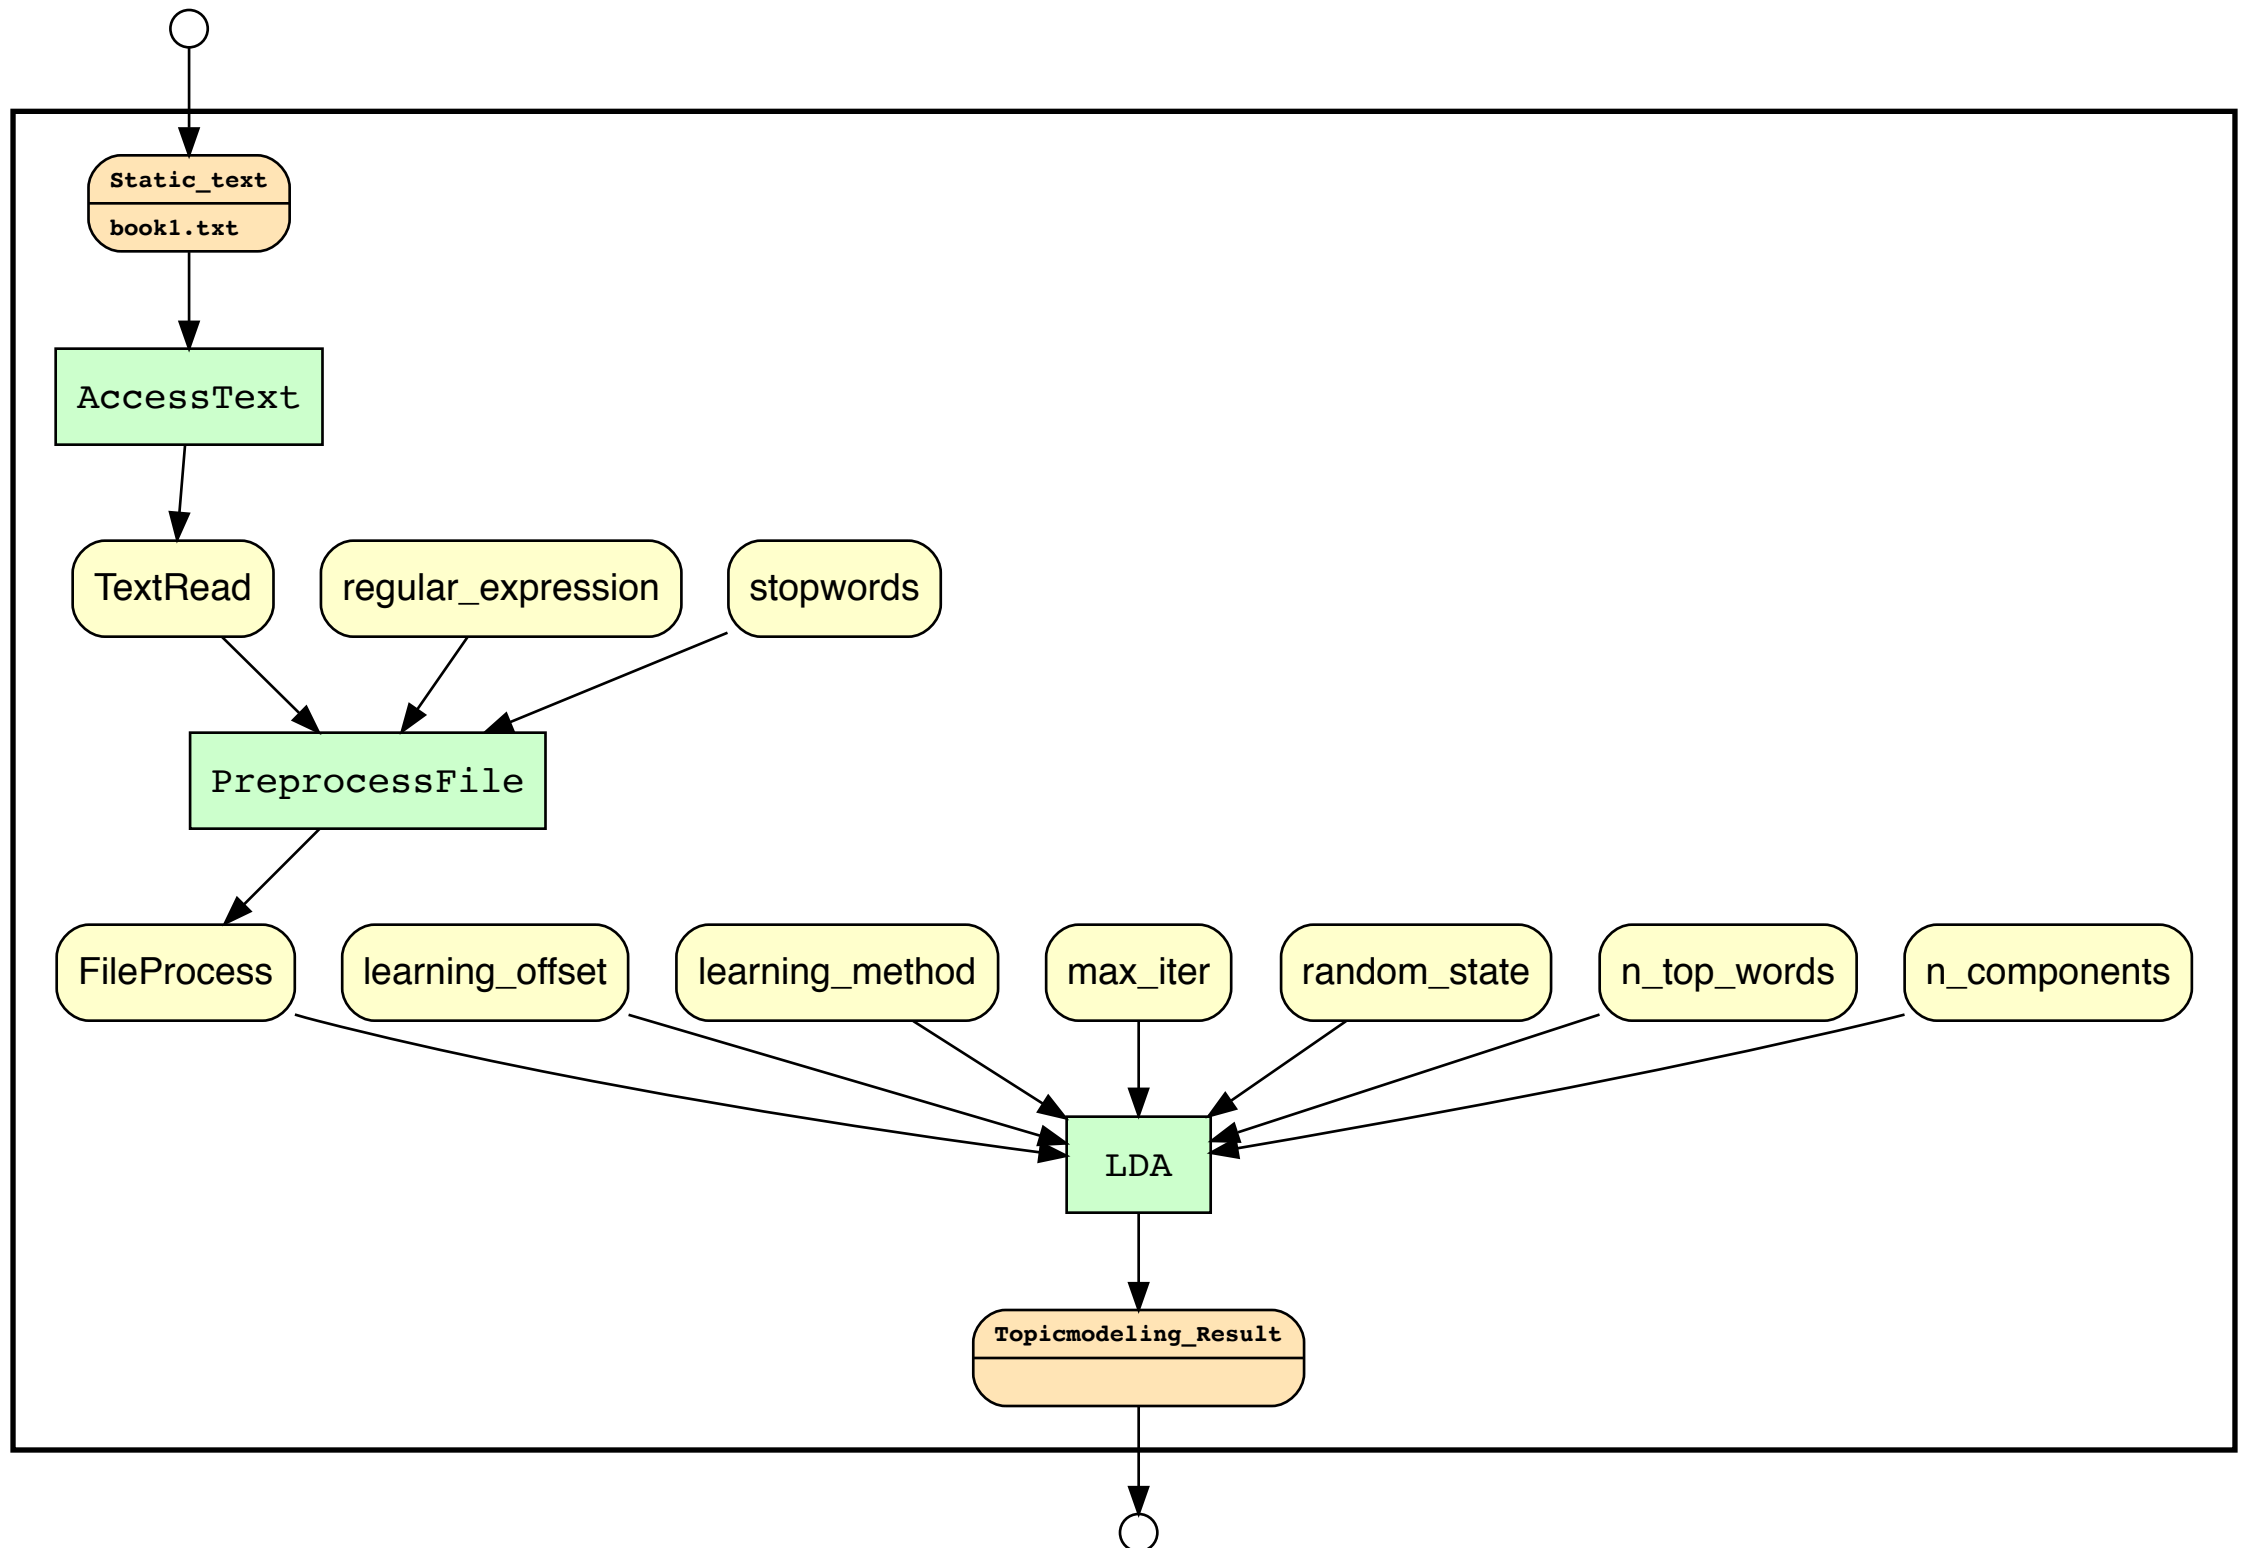 Static_text
book1.txt
AccessText
TextRead
regular_expression
stopwords
PreprocessFile
FileProcess
learning_offset
learning_method
max_iter
random_state
n_top_words
n_components
LDA
Topicmodeling_Result